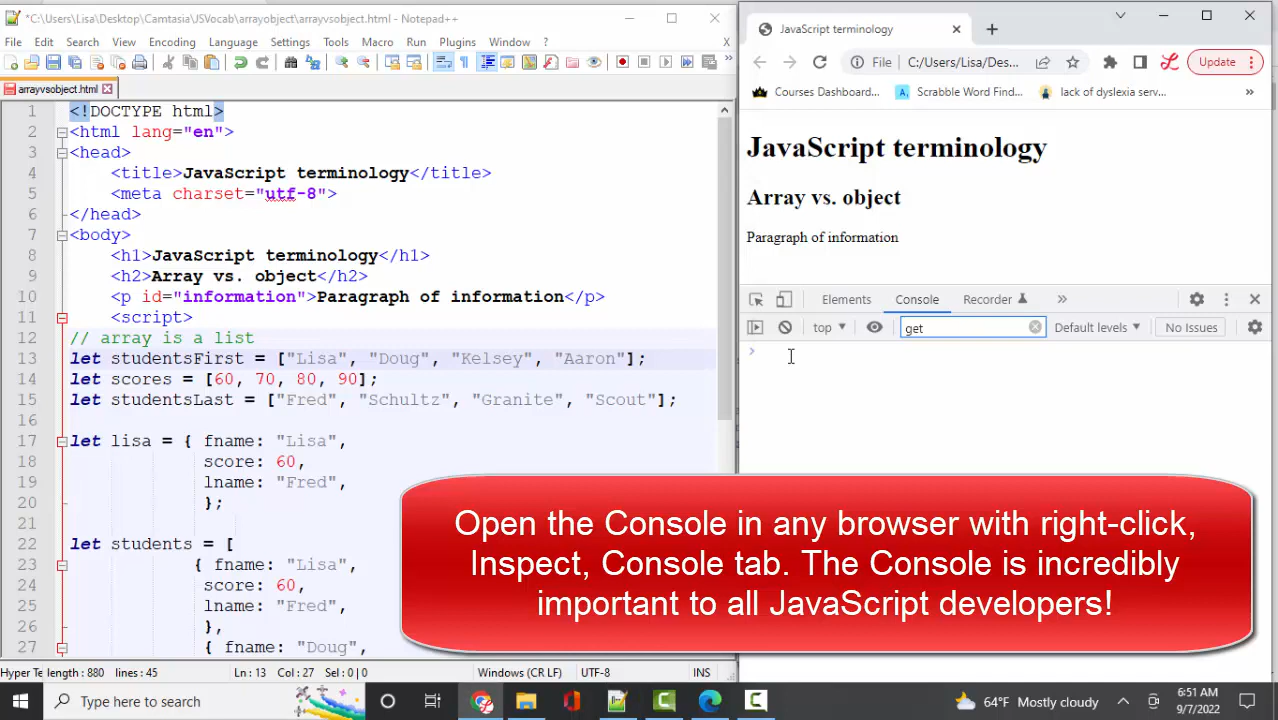 *C:\Users\Lisa\Desktop\Camtasia\JSVocab\arrayobject\arrayvsobject.html - Notepad++
File Edit Search View Encoding Language Settings Tools Macro Run Plugins Window ? X
arrayvsobject.html
1 <!DOCTYPE html>
2 <html lang="en">
3 <head>
4 <title>JavaScript terminology</title>
5 <meta charset="utf-8">
6 </head>
7 <body>
8 <h1>JavaScript terminology</h1>
9 <h2>Array vs. object</h2>
10 <p id="information">Paragraph of information</p>
11 <script>
12 // array is a list
13 let studentsFirst = ["Lisa", "Doug", "Kelsey", "Aaron"];
14 let scores = [60, 70, 80, 90];
15 let studentsLast = ["Fred", "Schultz", "Granite", "Scout"];
16
17 let lisa = { fname: "Lisa",
18 score: 60,
19 lname: "Fred",
20 };
21
22 let students = [
23 { fname: "Lisa",
24 score: 60,
25 lname: "Fred",
26 },
27 { fname: "Doug",
Hyper Te length : 880 lines : 45 Ln : 13 Col : 27 Sel : 0 | 0 Windows (CR LF) UTF-8 INS
JavaScript terminology
File C:/Users/Lisa/Des... Update
Courses Dashboard... Scrabble Word Find... lack of dyslexia serv... »
JavaScript terminology
Array vs. object
Paragraph of information
Elements Console Recorder »
top get Default levels No Issues
Open the Console in any browser with right-click,
Inspect, Console tab. The Console is incredibly
important to all JavaScript developers!
Type here to search
64°F Mostly cloudy
6:51 AM
9/7/2022